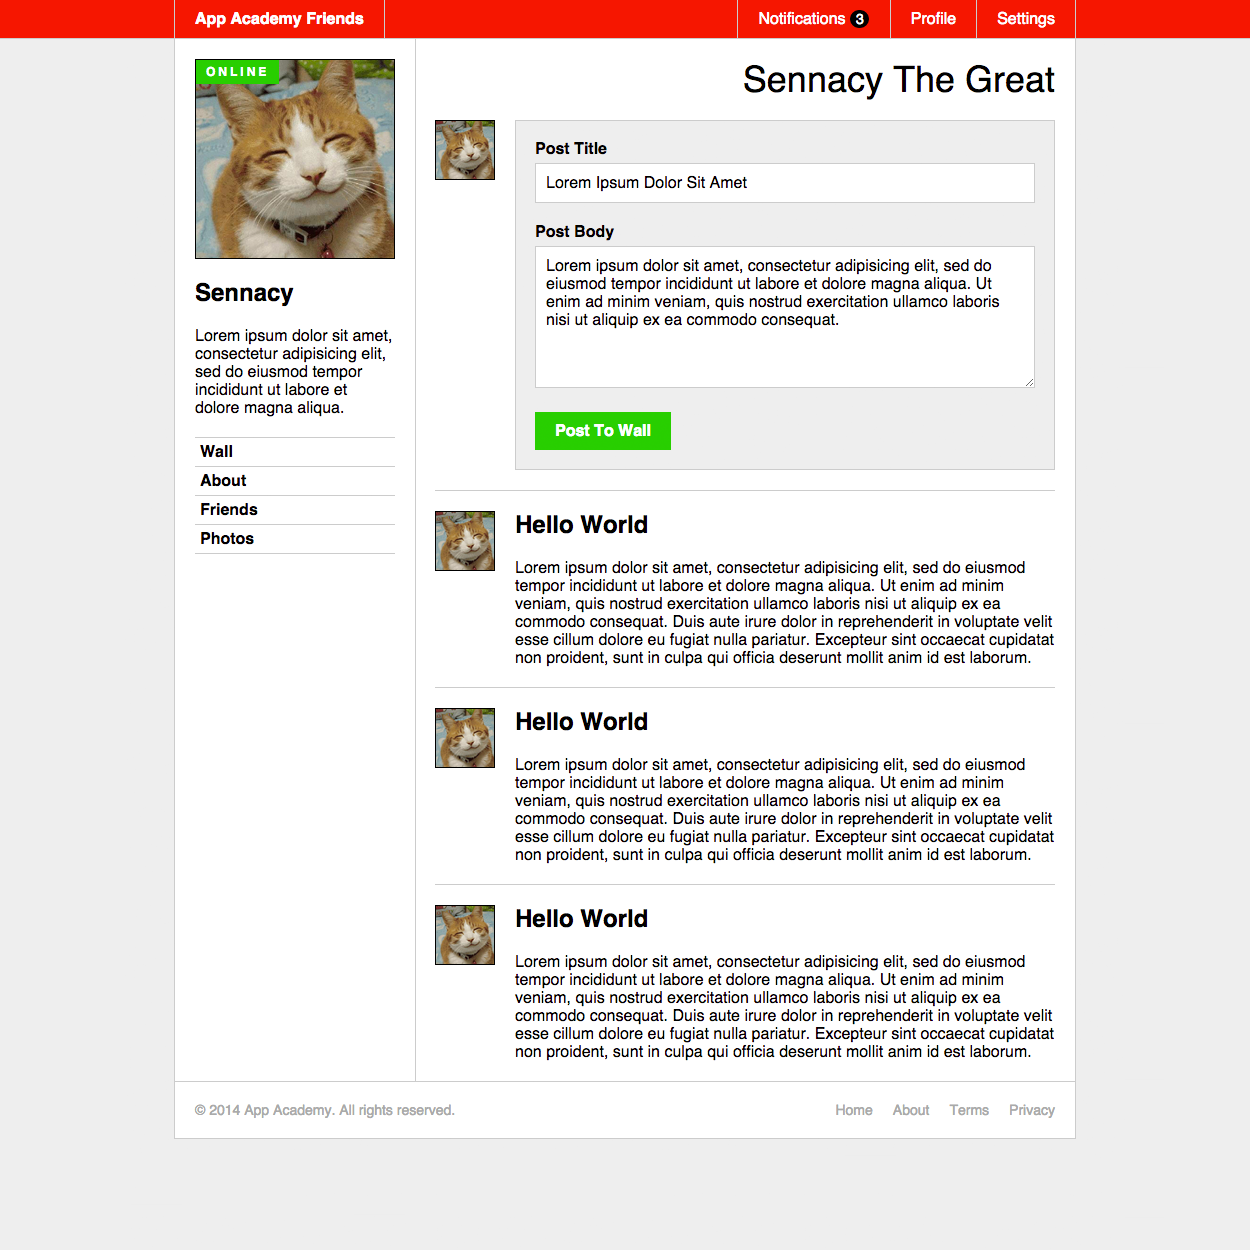 App Academy Friends
Notifications 3
Profile
Settings
ONLINE
Sennacy
Lorem ipsum dolor sit amet,
consectetur adipisicing elit,
sed do eiusmod tempor
incididunt ut labore et
dolore magna aliqua.
Wall
About
Friends
Photos
Sennacy The Great
Post Title
Lorem Ipsum Dolor Sit Amet
Post Body
Lorem ipsum dolor sit amet, consectetur adipisicing elit, sed do
eiusmod tempor incididunt ut labore et dolore magna aliqua. Ut
enim ad minim veniam, quis nostrud exercitation ullamco laboris
nisi ut aliquip ex ea commodo consequat.
Post To Wall
Hello World
Lorem ipsum dolor sit amet, consectetur adipisicing elit, sed do eiusmod
tempor incididunt ut labore et dolore magna aliqua. Ut enim ad minim
veniam, quis nostrud exercitation ullamco laboris nisi ut aliquip ex ea
commodo consequat. Duis aute irure dolor in reprehenderit in voluptate velit
esse cillum dolore eu fugiat nulla pariatur. Excepteur sint occaecat cupidatat
non proident, sunt in culpa qui officia deserunt mollit anim id est laborum.
Hello World
Lorem ipsum dolor sit amet, consectetur adipisicing elit, sed do eiusmod
tempor incididunt ut labore et dolore magna aliqua. Ut enim ad minim
veniam, quis nostrud exercitation ullamco laboris nisi ut aliquip ex ea
commodo consequat. Duis aute irure dolor in reprehenderit in voluptate velit
esse cillum dolore eu fugiat nulla pariatur. Excepteur sint occaecat cupidatat
non proident, sunt in culpa qui officia deserunt mollit anim id est laborum.
Hello World
Lorem ipsum dolor sit amet, consectetur adipisicing elit, sed do eiusmod
tempor incididunt ut labore et dolore magna aliqua. Ut enim ad minim
veniam, quis nostrud exercitation ullamco laboris nisi ut aliquip ex ea
commodo consequat. Duis aute irure dolor in reprehenderit in voluptate velit
esse cillum dolore eu fugiat nulla pariatur. Excepteur sint occaecat cupidatat
non proident, sunt in culpa qui officia deserunt mollit anim id est laborum.
© 2014 App Academy. All rights reserved.
Home
About
Terms
Privacy